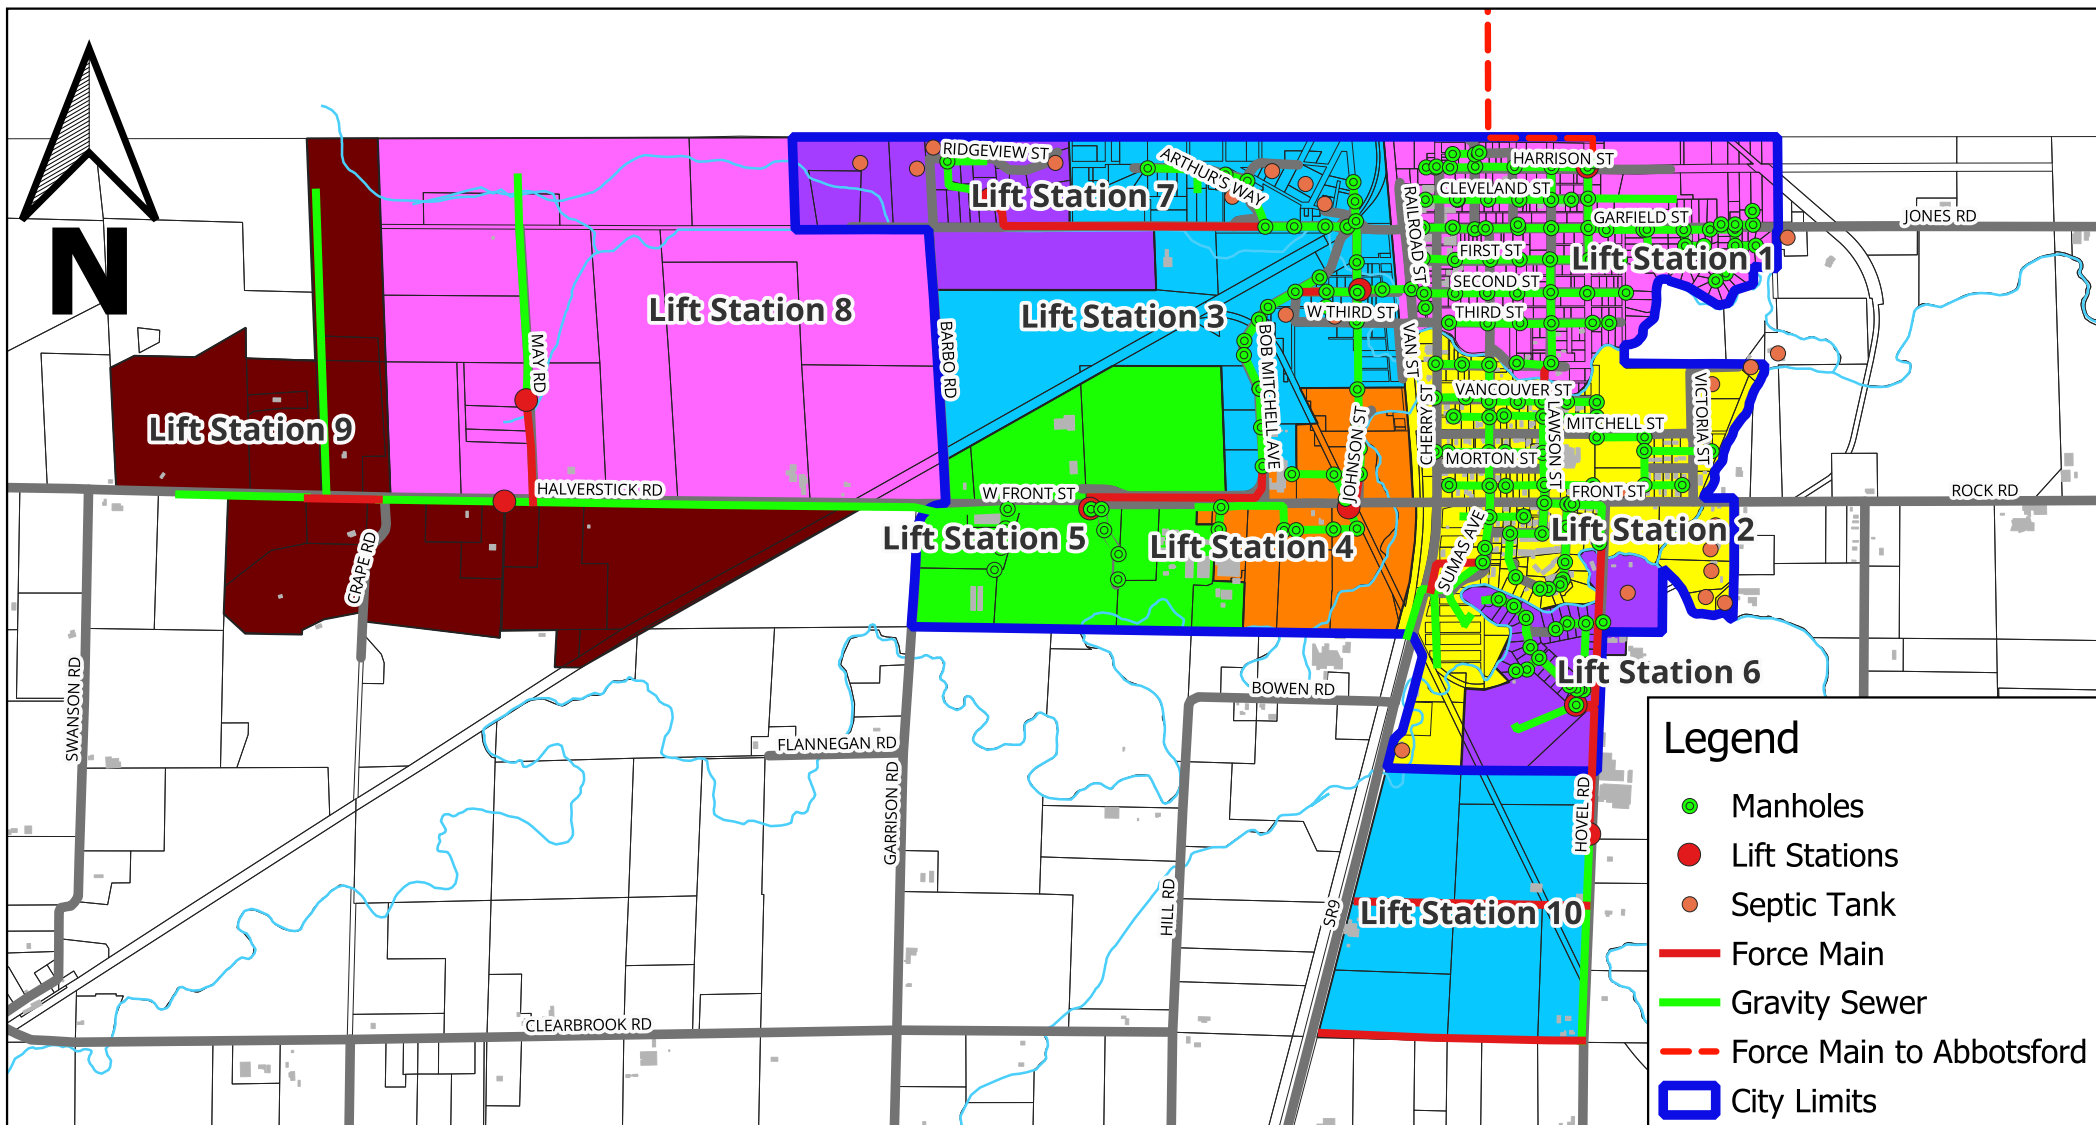 N
RIDGEVIEW ST
ARTHUR'S WAY
HARRISON ST
CLEVELAND ST
GARFIELD ST
JONES RD
Lift Station 7
RAILROAD ST
FIRST ST
Lift Station 1
SECOND ST
Lift Station 8
Lift Station 3
W THIRD ST
THIRD ST
MAY RD
BARBO RD
BOB MITCHELL AVE
VAN ST
VANCOUVER ST
VICTORIA ST
CHERRY ST
LAWSON ST
MITCHELL ST
JOHNSON ST
Lift Station 9
MORTON ST
HALVERSTICK RD
W FRONT ST
FRONT ST
ROCK RD
Lift Station 5
Lift Station 4
SUMAS AVE
Lift Station 2
CRAPE RD
Lift Station 6
SWANSON RD
BOWEN RD
FLANNEGAN RD
GARRISON RD
HOVEL RD
HILL RD
SR9
Lift Station 10
CLEARBROOK RD
Legend
Manholes
Lift Stations
Septic Tank
Force Main
Gravity Sewer
Force Main to Abbotsford
City Limits